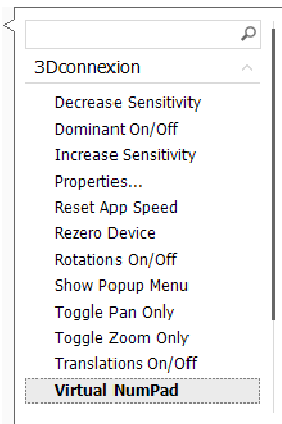 3Dconnexion
Decrease Sensitivity
Dominant On/Off
Increase Sensitivity
Properties...
Reset App Speed
Rezero Device
Rotations On/Off
Show Popup Menu
Toggle Pan Only
Toggle Zoom Only
Translations On/Off
Virtual NumPad